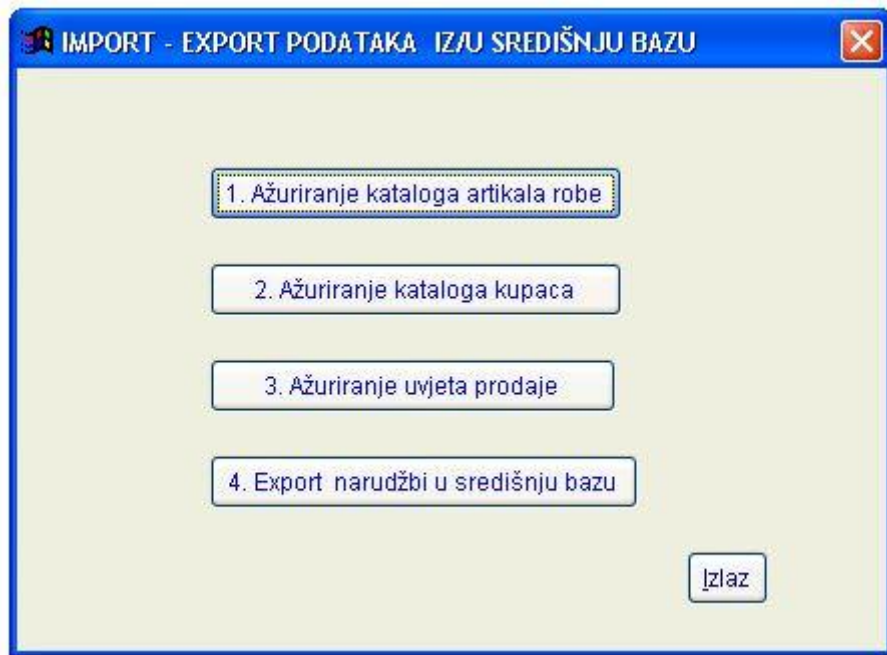 IMPORT - EXPORT PODATAKA IZ/U SREDIŠNJU BAZU
1. Ažuriranje kataloga artikala robe
2. Ažuriranje kataloga kupaca
3. Ažuriranje uvjeta prodaje
4. Export narudžbi u središnju bazu
Izlaz